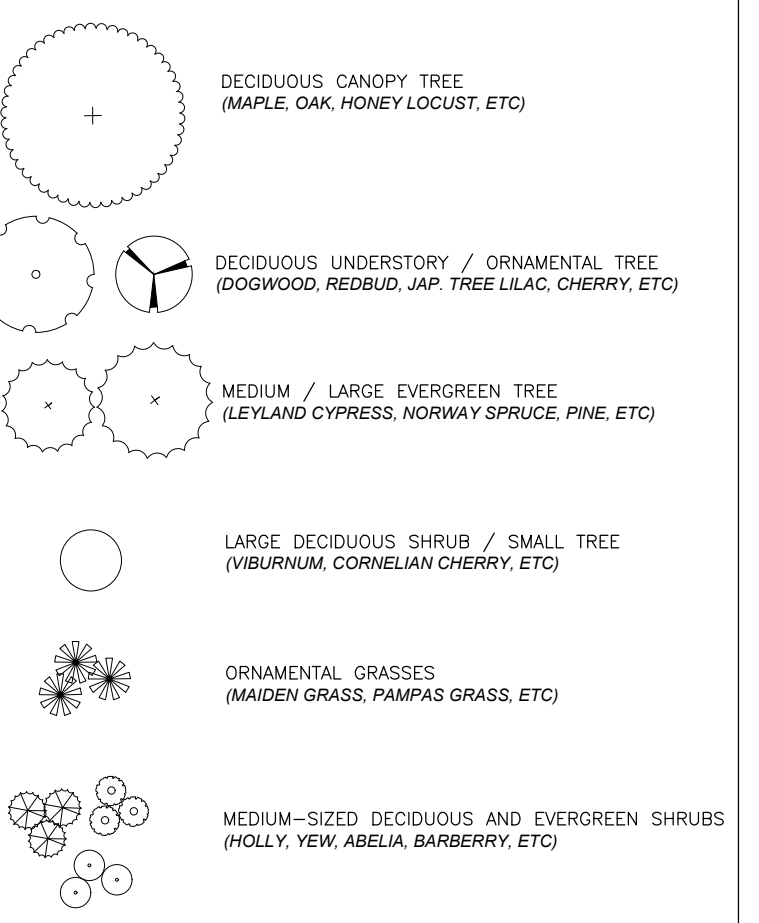 DECIDUOUS CANOPY TREE
(MAPLE, OAK, HONEY LOCUST, ETC)
DECIDUOUS UNDERSTORY / ORNAMENTAL TREE
(DOGWOOD, REDBUD, JAP. TREE LILAC, CHERRY, ETC)
MEDIUM / LARGE EVERGREEN TREE
(LEYLAND CYPRESS, NORWAY SPRUCE, PINE, ETC)
LARGE DECIDUOUS SHRUB / SMALL TREE
(VIBURNUM, CORNELIAN CHERRY, ETC)
ORNAMENTAL GRASSES
(MAIDEN GRASS, PAMPAS GRASS, ETC)
MEDIUM-SIZED DECIDUOUS AND EVERGREEN SHRUBS
(HOLLY, YEW, ABELIA, BARBERRY, ETC)